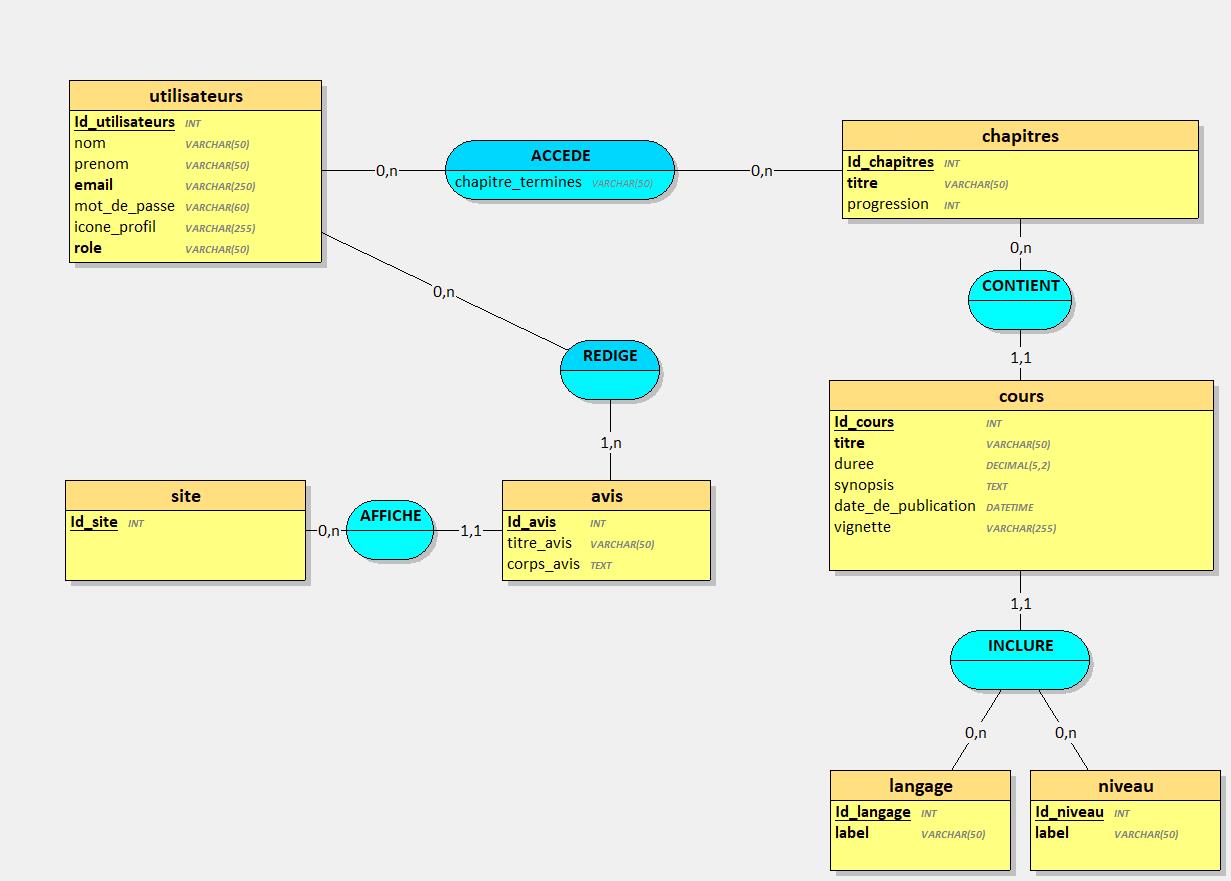 utilisateurs
Id_utilisateurs INT
nom VARCHAR(50)
prenom VARCHAR(50)
email VARCHAR(250)
mot_de_passe VARCHAR(60)
icone_profil VARCHAR(255)
role VARCHAR(50)
0,n
ACCEDE
chapitre_termines VARCHAR(50)
0,n
chapitres
Id_chapitres INT
titre VARCHAR(50)
progression INT
0,n
CONTIENT
1,1
0,n
REDIGE
1,n
cours
Id_cours INT
titre VARCHAR(50)
duree DECIMAL(5,2)
synopsis TEXT
date_de_publication DATETIME
vignette VARCHAR(255)
site
Id_site INT
0,n
AFFICHE
1,1
avis
Id_avis INT
titre_avis VARCHAR(50)
corps_avis TEXT
1,1
INCLURE
0,n
0,n
langage
Id_langage INT
label VARCHAR(50)
niveau
Id_niveau INT
label VARCHAR(50)